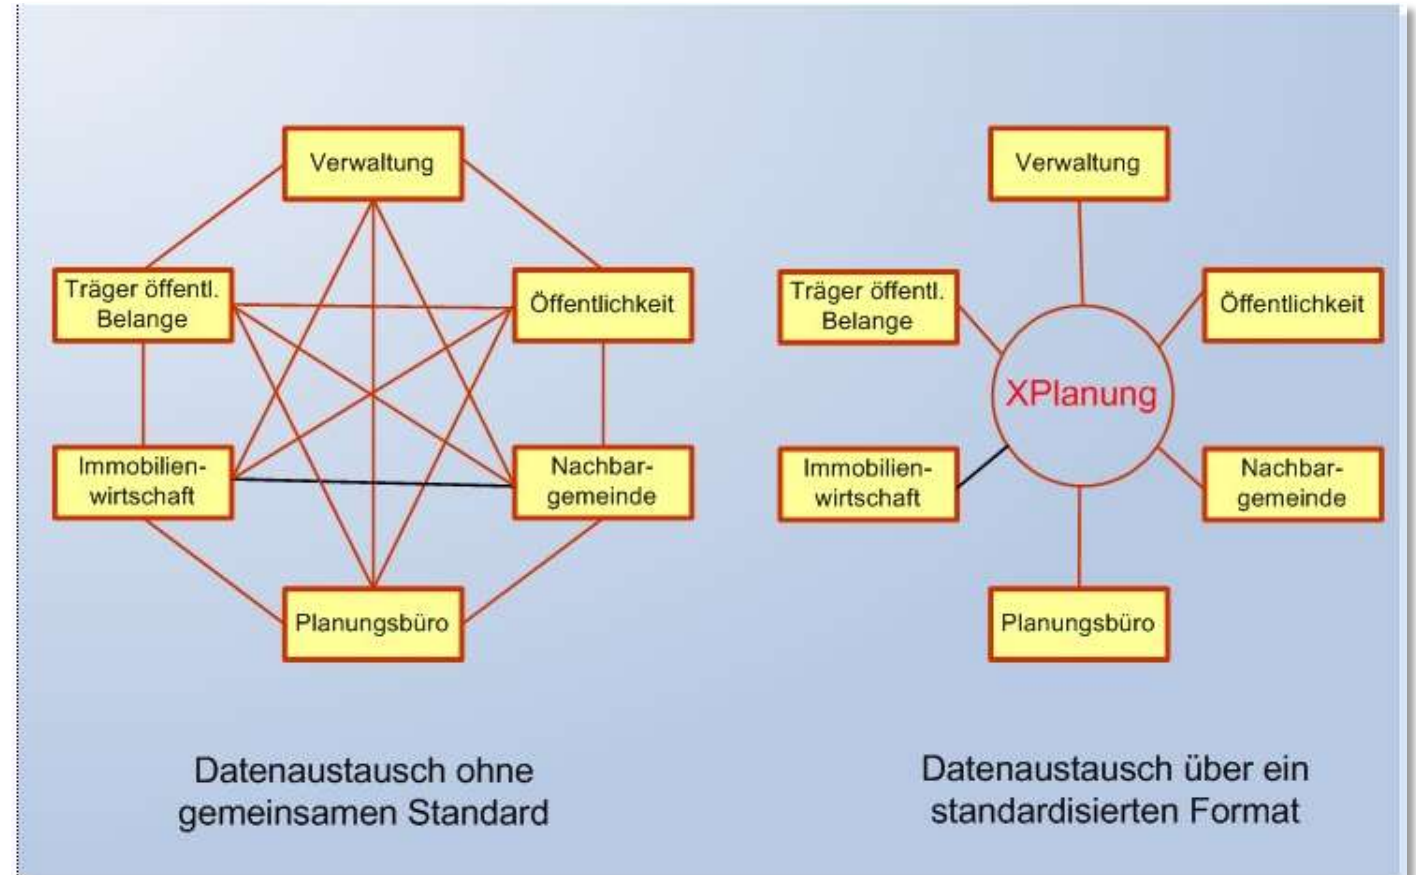 Verwaltung
Träger öffentl.
Belange
Öffentlichkeit
Immobilien-
wirtschaft
Nachbar-
gemeinde
Planungsbüro
Datenaustausch ohne
gemeinsamen Standard
Verwaltung
Träger öffentl.
Belange
Öffentlichkeit
XPlanung
Immobilien-
wirtschaft
Nachbar-
gemeinde
Planungsbüro
Datenaustausch über ein
standardisierten Format